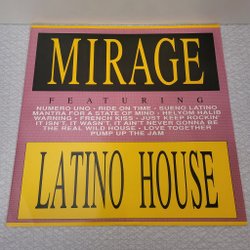 MIRAGE
FEATURING
NUMERO UNO - RIDE ON TIME - SUENO LATINO
MANTRA FOR A STATE OF MIND - HELYOM HALIB
WARNING - FRENCH KISS - JUST KEEP ROCKIN'
IT ISN'T, IT WASN'T, IT AIN'T NEVER GONNA BE
THE REAL WILD HOUSE - LOVE TOGETHER
PUMP UP THE JAM
LATINO HOUSE